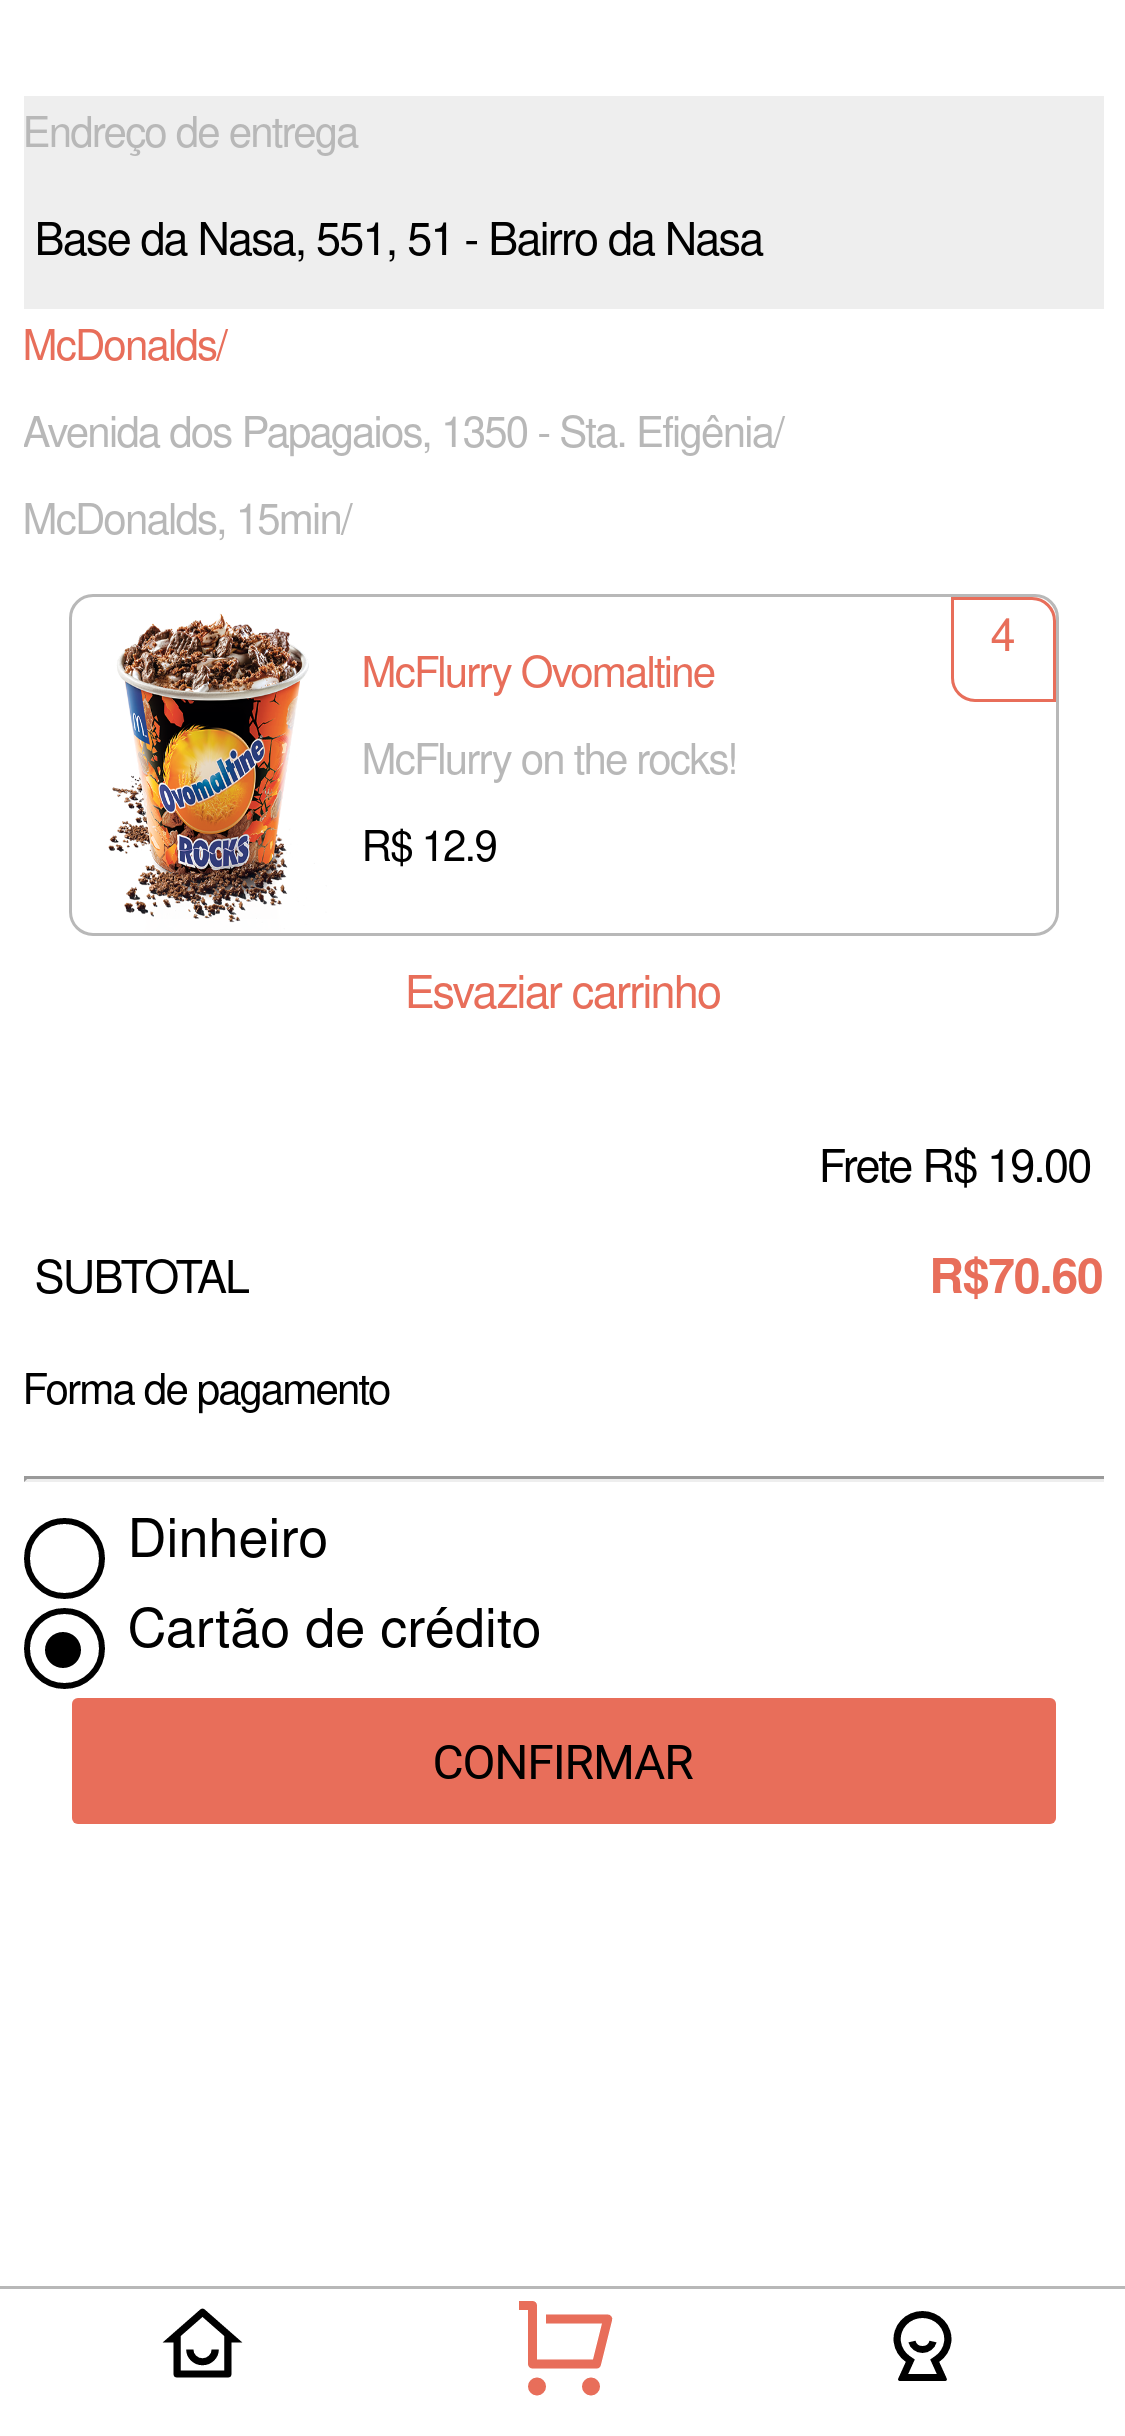 Endreço de entrega
Base da Nasa, 551, 51 - Bairro da Nasa
McDonalds/
Avenida dos Papagaios, 1350 - Sta. Efigênia/
McDonalds, 15min/
4
McFlurry Ovomaltine
McFlurry on the rocks!
R$ 12.9
Ovomaltine
ROCKS
Esvaziar carrinho
Frete R$ 19.00
SUBTOTAL
R$70.60
Forma de pagamento
Dinheiro
Cartão de crédito
CONFIRMAR